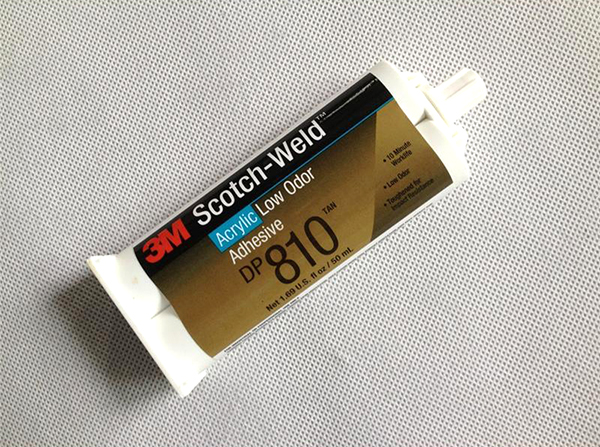 3M Scotch-Weld™
Acrylic Low Odor
Adhesive
DP810 TAN
Net 1.69 U.S. fl oz / 50 mL
• 10 Minute
Worklife
• Low Odor
• Toughened for
Impact Resistance